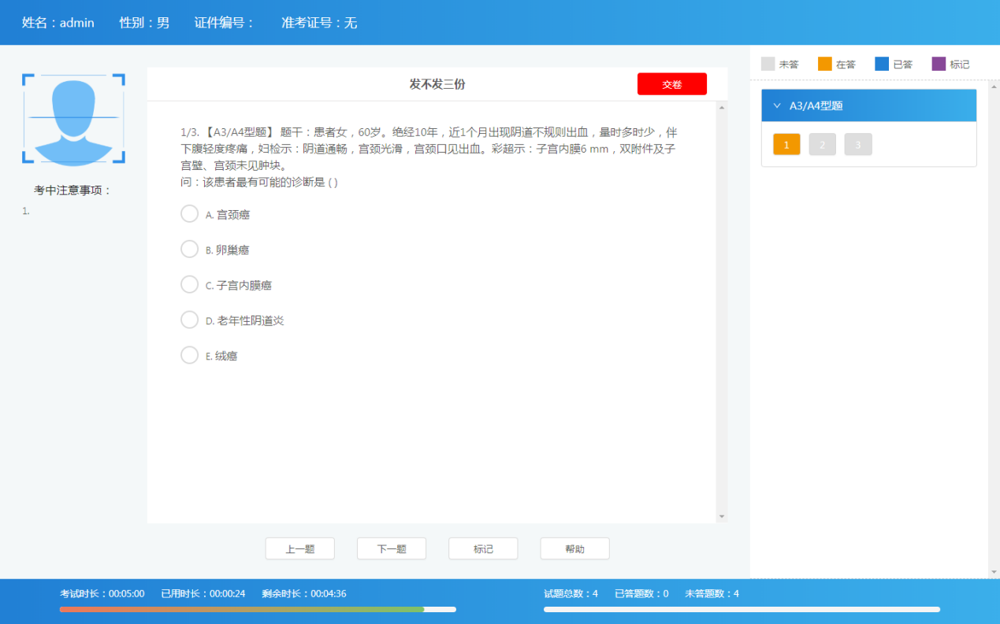 姓名：admin 性别：男 证件编号： 准考证号：无
未答 在答 已答 标记
发不发三份 交卷
A3/A4型题
1 2 3
1/3. 【A3/A4型题】 题干：患者女，60岁。绝经10年，近1个月出现阴道不规则出血，量时多时少，伴
下腹轻度疼痛，妇检示：阴道通畅，宫颈光滑，宫颈口见出血。彩超示：子宫内膜6 mm，双附件及子
宫壁、宫颈未见肿块。
问：该患者最有可能的诊断是 ( )
考中注意事项：
1.
A. 宫颈癌
B. 卵巢癌
C. 子宫内膜癌
D. 老年性阴道炎
E. 绒癌
上一题 下一题 标记 帮助
考试时长：00:05:00 已用时长：00:00:24 剩余时长：00:04:36
试题总数：4 已答题数：0 未答题数：4